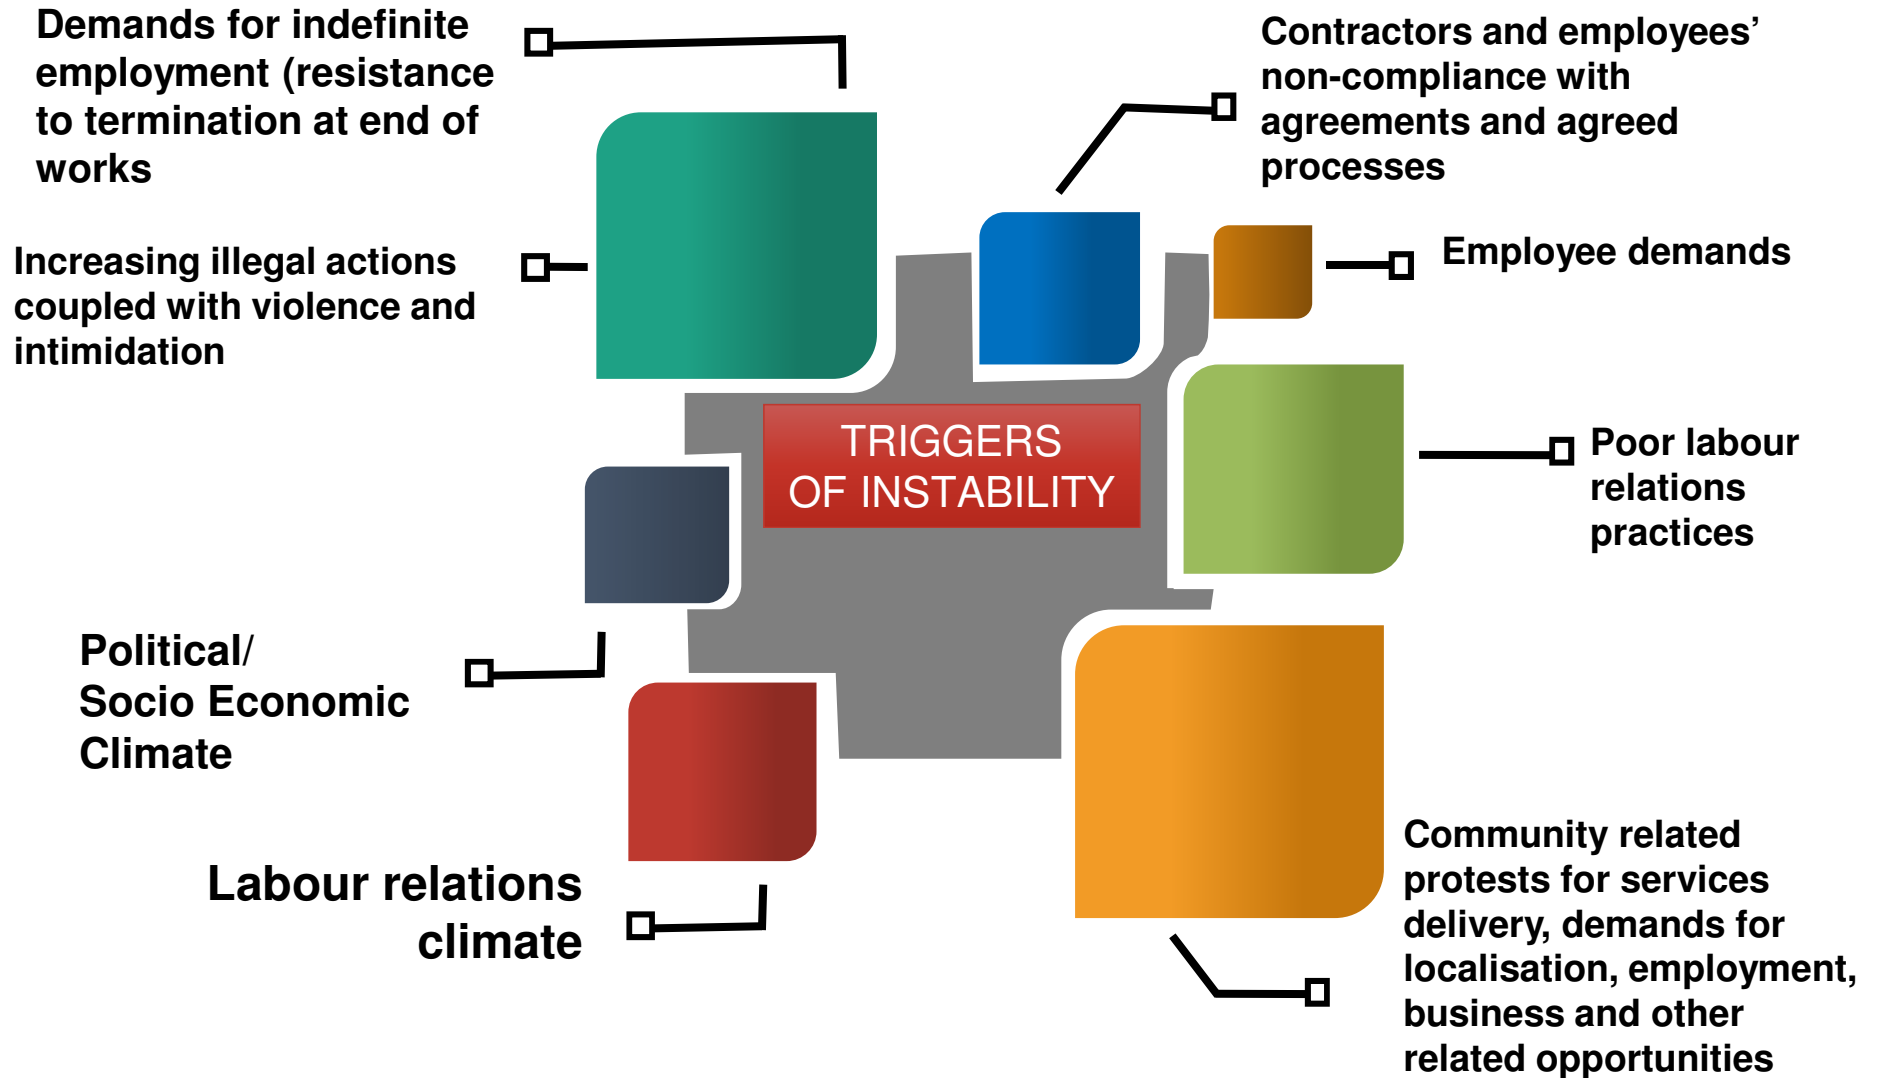 Demands for indefinite
employment (resistance
to termination at end of
works
Contractors and employees’
non-compliance with
agreements and agreed
processes
Increasing illegal actions
coupled with violence and
intimidation
Employee demands
TRIGGERS
OF INSTABILITY
Poor labour
relations
practices
Political/
Socio Economic
Climate
Labour relations
climate
Community related
protests for services
delivery, demands for
localisation, employment,
business and other
related opportunities